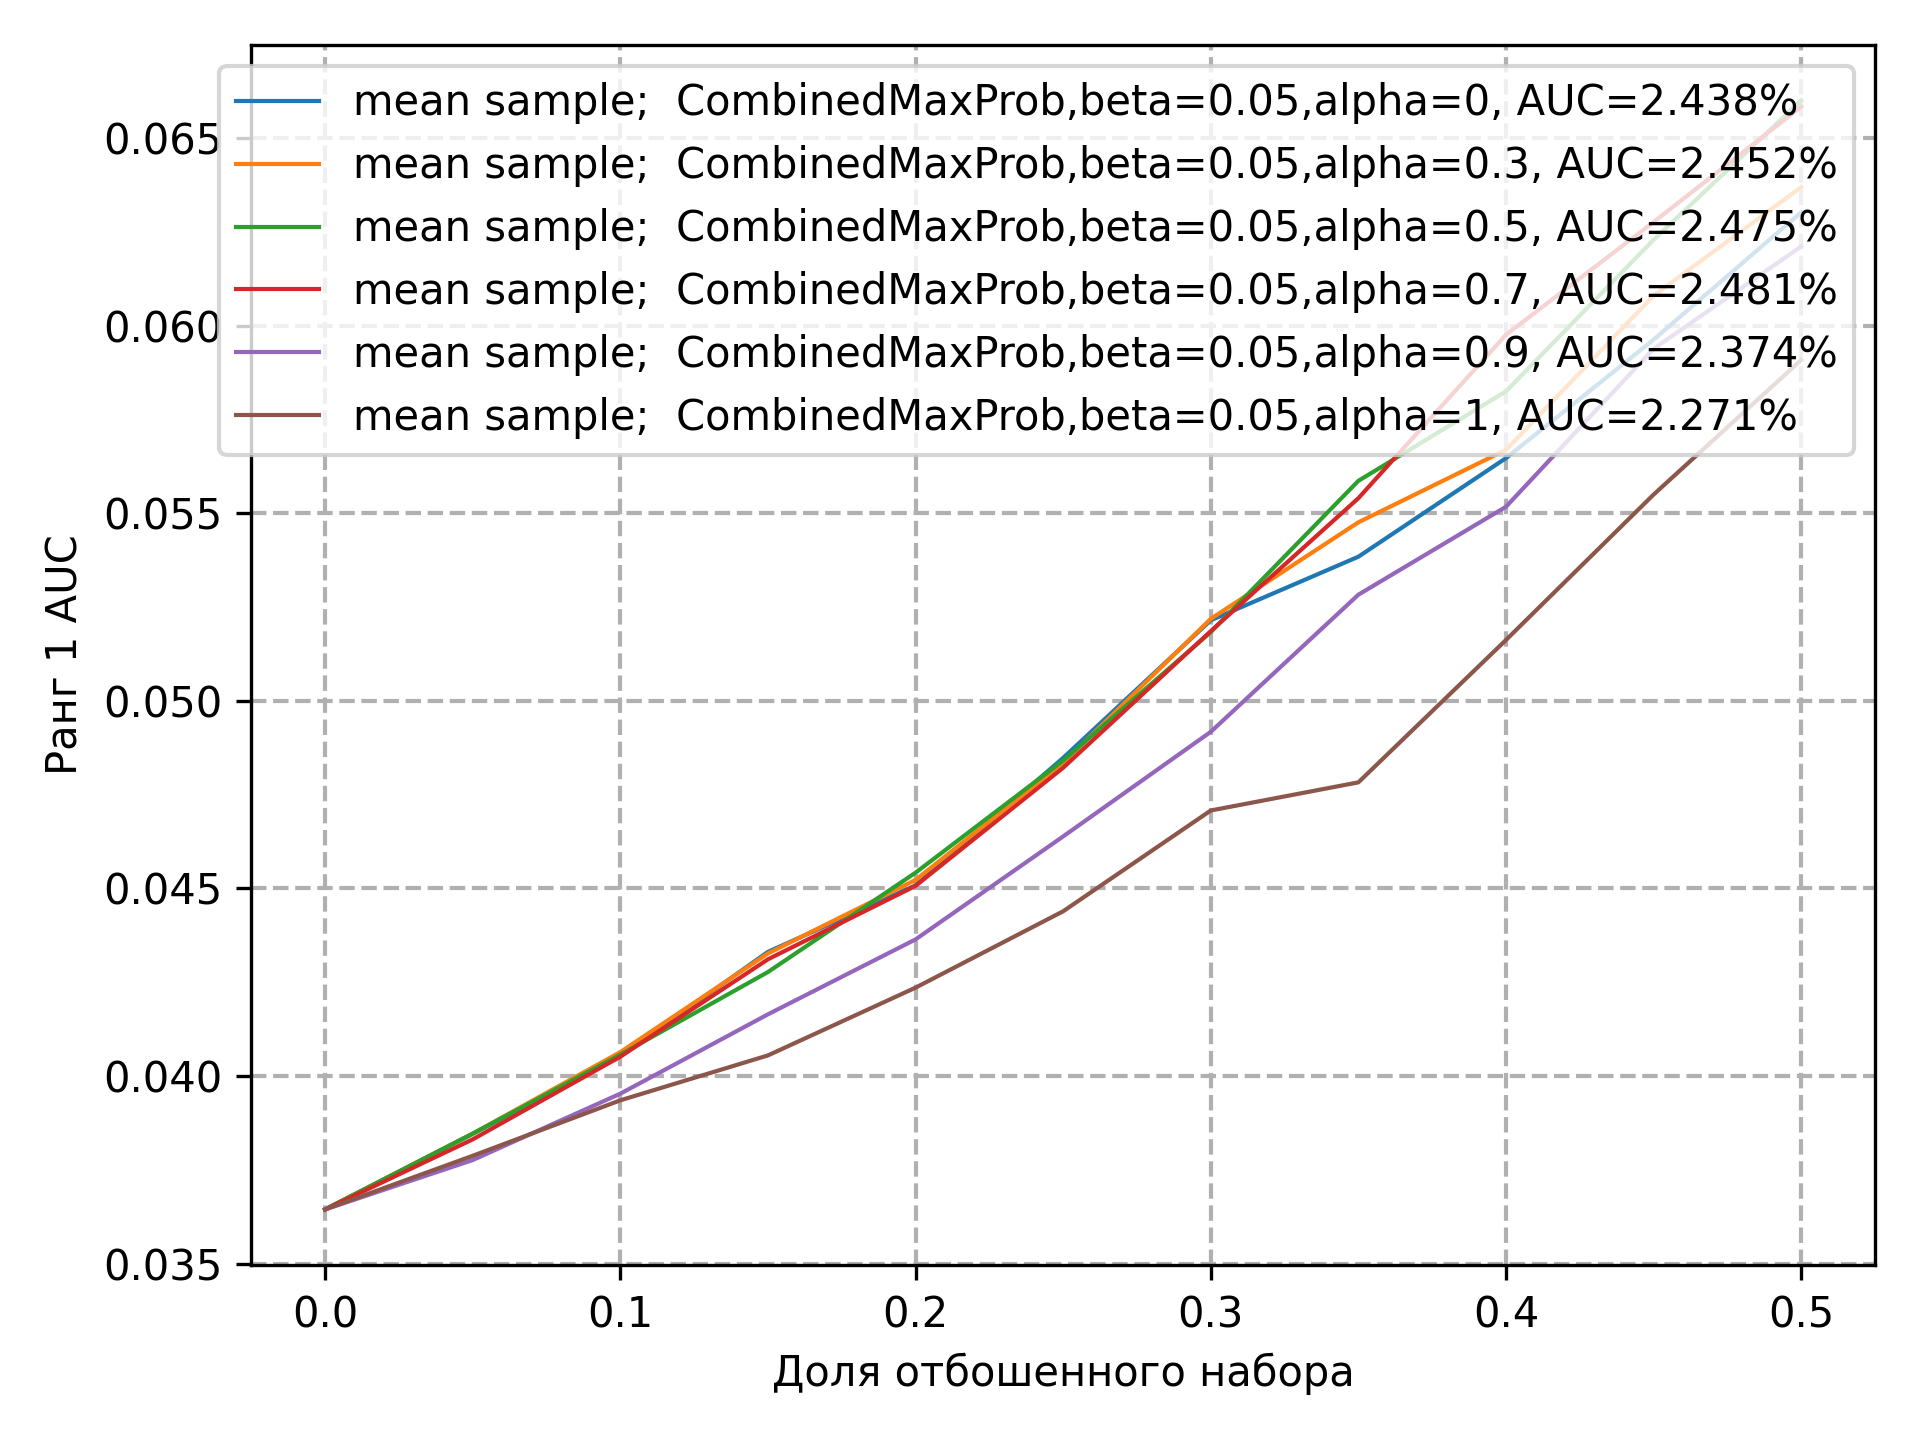 mean sample;  CombinedMaxProb,beta=0.05,alpha=0, AUC=2.438%
mean sample;  CombinedMaxProb,beta=0.05,alpha=0.3, AUC=2.452%
mean sample;  CombinedMaxProb,beta=0.05,alpha=0.5, AUC=2.475%
mean sample;  CombinedMaxProb,beta=0.05,alpha=0.7, AUC=2.481%
mean sample;  CombinedMaxProb,beta=0.05,alpha=0.9, AUC=2.374%
mean sample;  CombinedMaxProb,beta=0.05,alpha=1, AUC=2.271%
0.065
0.060
0.055
0.050
0.045
0.040
0.035
Ранг 1 AUC
0.0 0.1 0.2 0.3 0.4 0.5
Доля отбошенного набора